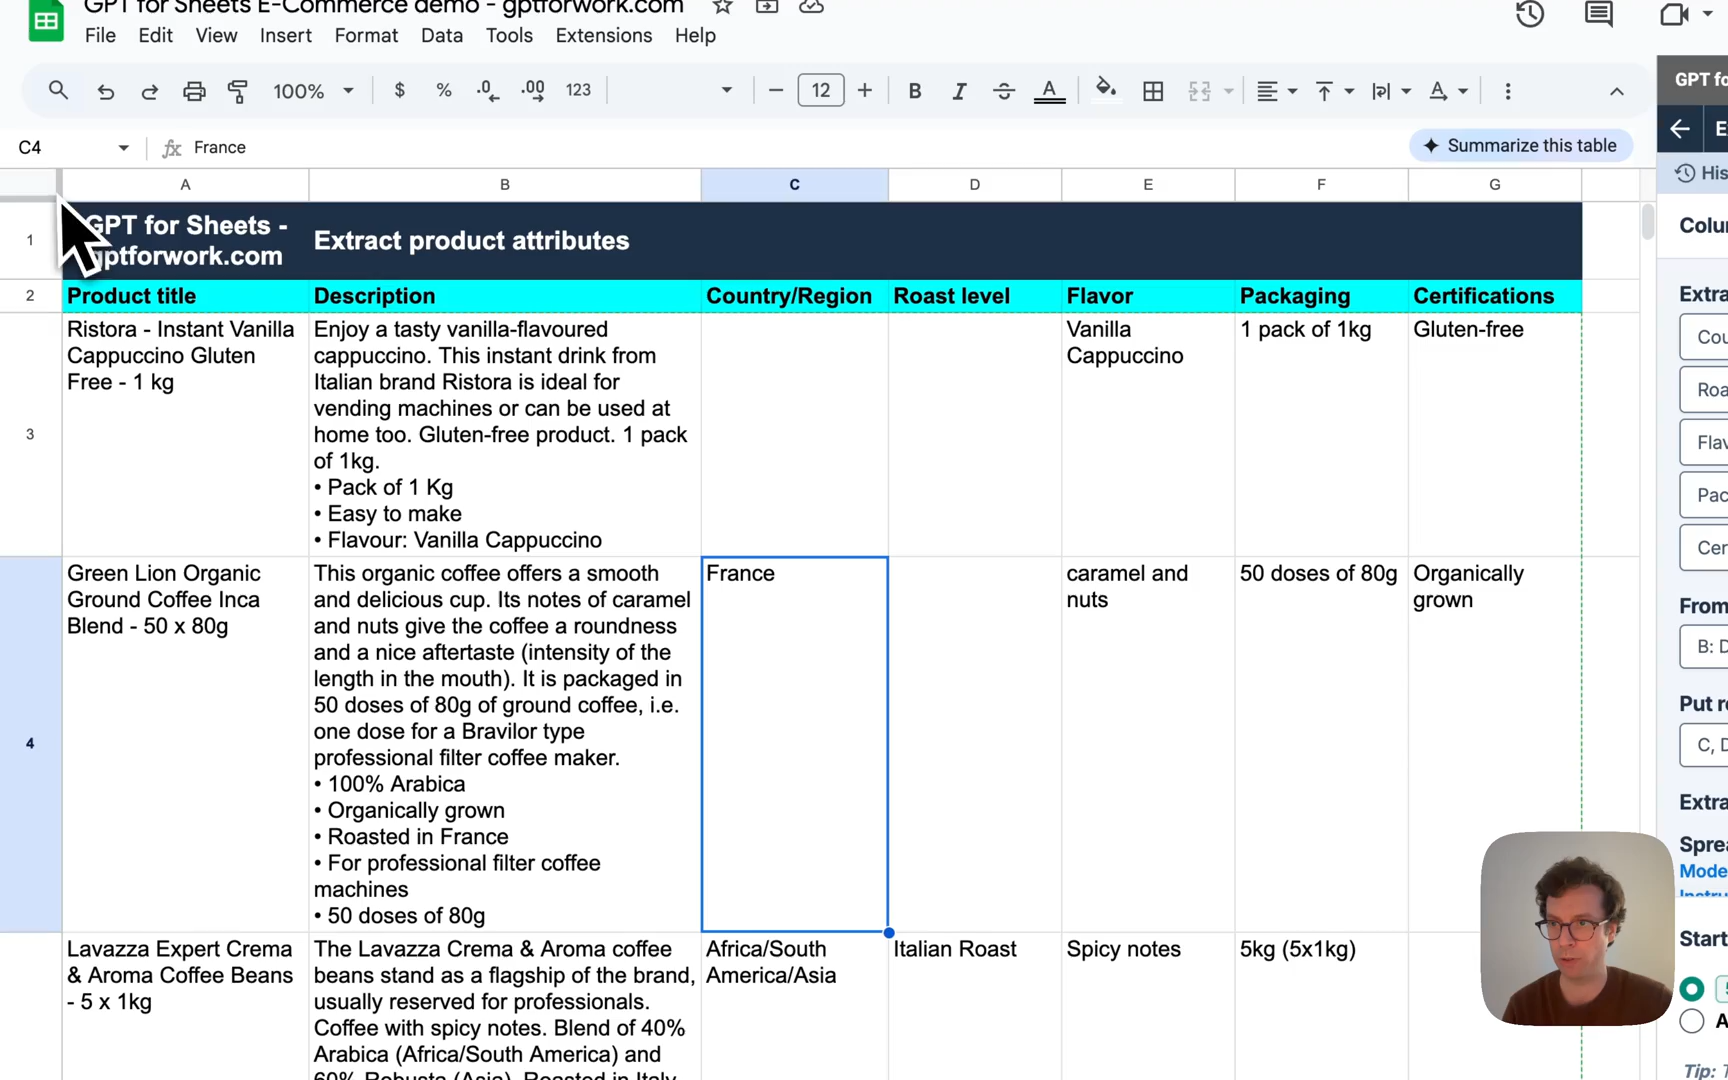 GPT for Sheets E-Commerce demo - gptforwork.com
File Edit View Insert Format Data Tools Extensions Help
100% $ % .0 .00 123 12 B I A A
GPT fo
C4 France Summarize this table
His
A B C D E F G
Colu
1 GPT for Sheets -
gptforwork.com
Extract product attributes
2 Product title Description Country/Region Roast level Flavor Packaging Certifications
3
Ristora - Instant Vanilla
Cappuccino Gluten
Free - 1 kg
Enjoy a tasty vanilla-flavoured
cappuccino. This instant drink from
Italian brand Ristora is ideal for
vending machines or can be used at
home too. Gluten-free product. 1 pack
of 1kg.
• Pack of 1 Kg
• Easy to make
• Flavour: Vanilla Cappuccino
Vanilla
Cappuccino
1 pack of 1kg
Gluten-free
4
Green Lion Organic
Ground Coffee Inca
Blend - 50 x 80g
This organic coffee offers a smooth
and delicious cup. Its notes of caramel
and nuts give the coffee a roundness
and a nice aftertaste (intensity of the
length in the mouth). It is packaged in
50 doses of 80g of ground coffee, i.e.
one dose for a Bravilor type
professional filter coffee maker.
• 100% Arabica
• Organically grown
• Roasted in France
• For professional filter coffee
machines
• 50 doses of 80g
France
caramel and
nuts
50 doses of 80g
Organically
grown
Lavazza Expert Crema
& Aroma Coffee Beans
- 5 x 1kg
The Lavazza Crema & Aroma coffee
beans stand as a flagship of the brand,
usually reserved for professionals.
Coffee with spicy notes. Blend of 40%
Arabica (Africa/South America) and
60% Robusta (Asia). Roasted in Italy
Africa/South
America/Asia
Italian Roast
Spicy notes
5kg (5x1kg)
Extra
Cou
Roa
Flav
Pac
Cer
From
B: D
Put r
C, D
Extra
Sprea
Mode
Instru
Start
5
A
Tip: T